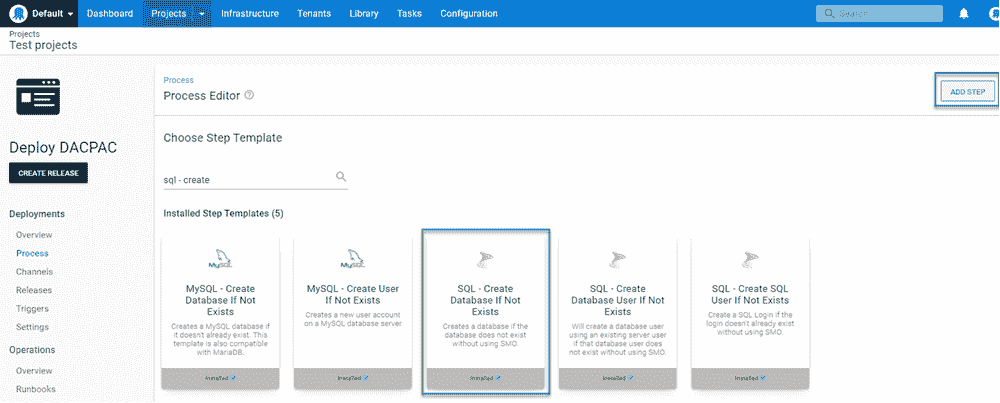 Default
Dashboard
Projects
Infrastructure
Tenants
Library
Tasks
Configuration
Search
Projects
Test projects
Deploy DACPAC
CREATE RELEASE
Deployments
Overview
Process
Channels
Releases
Triggers
Settings
Operations
Overview
Runbooks
Process
Process Editor
ADD STEP
Choose Step Template
sql - create
Installed Step Templates (5)
MySQL
MySQL - Create
Database If Not
Exists
Creates a MySQL database if
it doesn't already exist. This
template is also compatible
with MariaDB.
Installed
MySQL
MySQL - Create User
If Not Exists
Creates a new user account
on a MySQL database server
Installed
SQL - Create
Database If Not
Exists
Creates a database if the
database does not exist
without using SMO.
Installed
SQL - Create
Database User If Not
Exists
Will create a database user
using an existing server user
if that database user does
not exist without using SMO.
Installed
SQL - Create SQL
User If Not Exists
Create a SQL Login if the
login doesn't already exist
without using SMO.
Installed